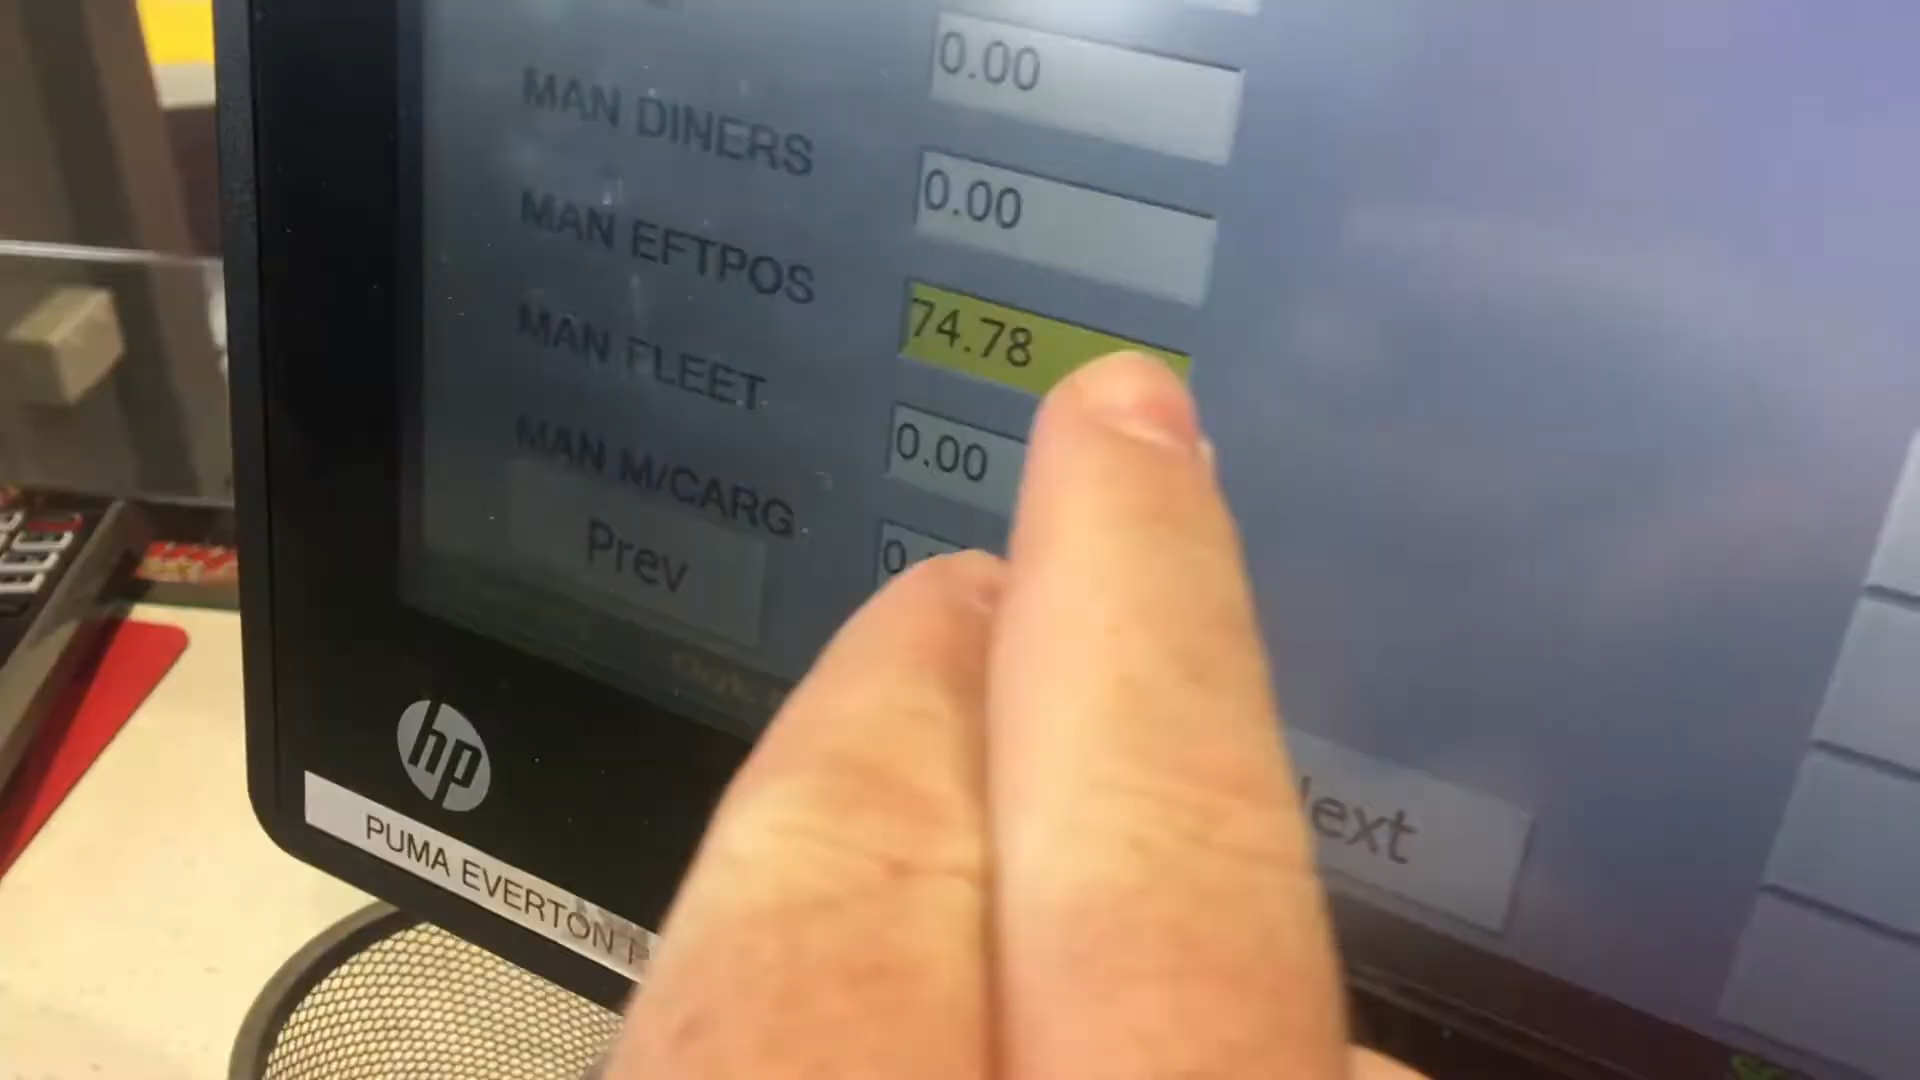 0.00
MAN DINERS 0.00
MAN EFTPOS 74.78
MAN FLEET 0.00
MAN M/CARG
Prev
ext
hp
PUMA EVERTON P